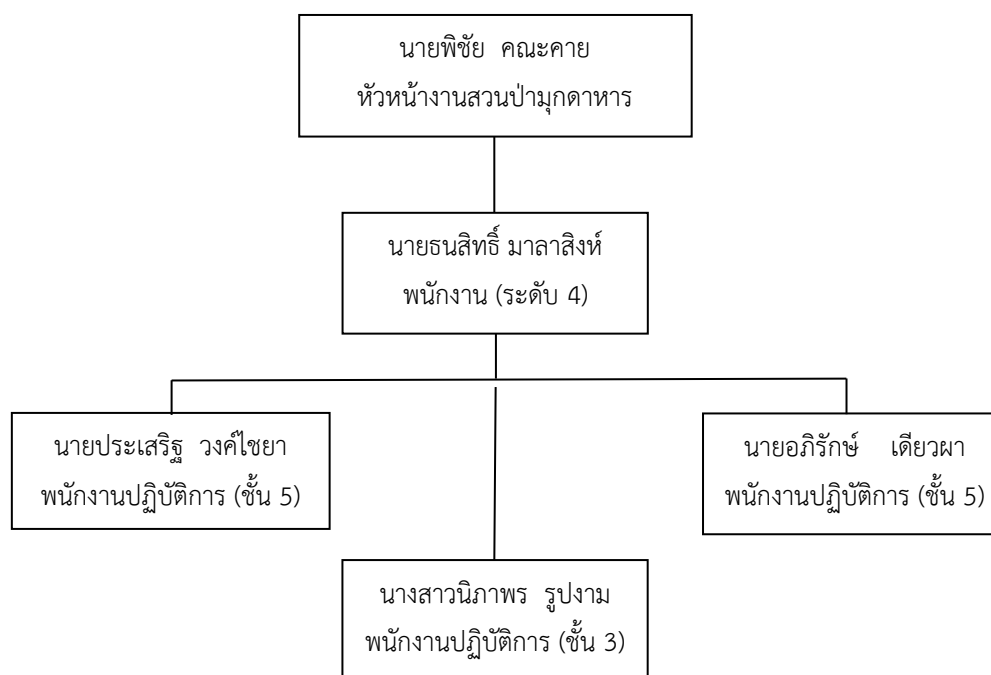 นายพิชัย คณะคาย
หัวหน้างานสวนป่ามุกดาหาร
นายธนสิทธิ์ มาลาสิงห์
พนักงาน (ระดับ 4)
นายประเสริฐ วงค์ไชยา
พนักงานปฏิบัติการ (ชั้น 5)
นายอภิรักษ์ เดียวผา
พนักงานปฏิบัติการ (ชั้น 5)
นางสาวนิภาพร รูปงาม
พนักงานปฏิบัติการ (ชั้น 3)